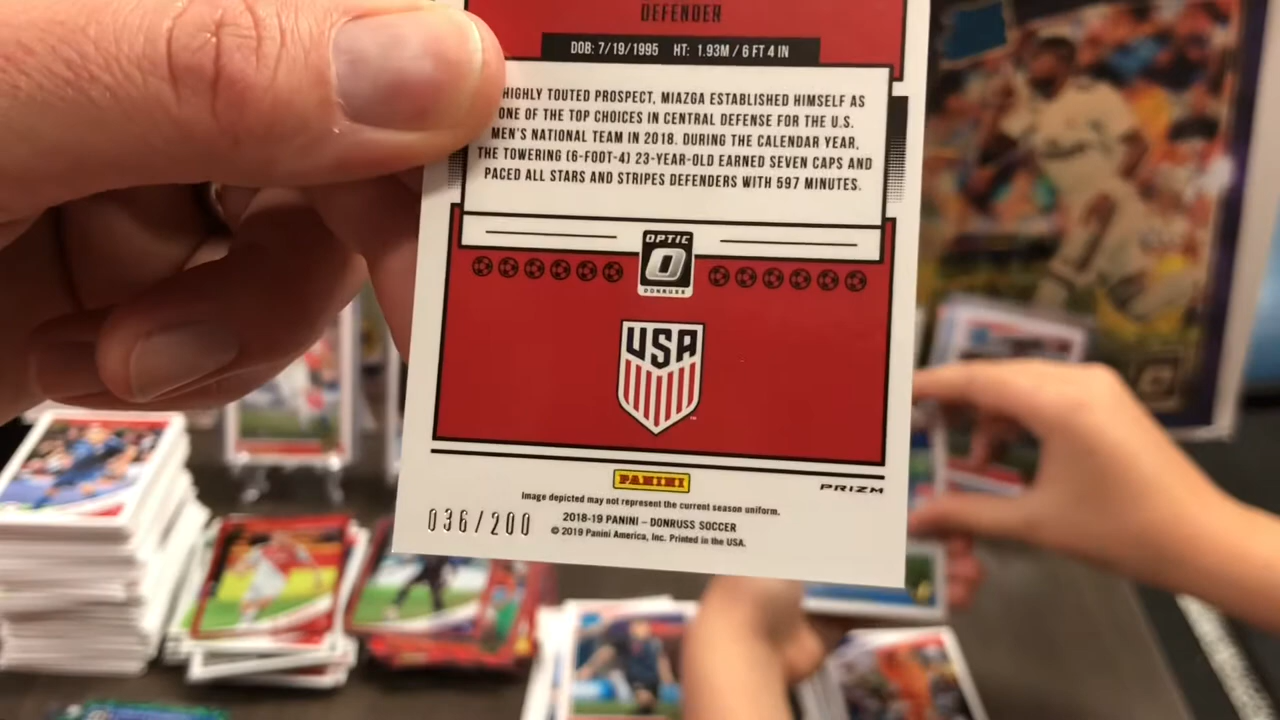 DEFENDER
DOB: 7/19/1995 HT: 1.93M / 6 FT 4 IN
HIGHLY TOUTED PROSPECT, MIAZGA ESTABLISHED HIMSELF AS
ONE OF THE TOP CHOICES IN CENTRAL DEFENSE FOR THE U.S.
MEN'S NATIONAL TEAM IN 2018. DURING THE CALENDAR YEAR,
THE TOWERING (6-FOOT-4) 23-YEAR-OLD EARNED SEVEN CAPS AND
PACED ALL STARS AND STRIPES DEFENDERS WITH 597 MINUTES.
OPTIC
O
DONRUSS
USA
PANINI
PRIZM
Image depicted may not represent the current season uniform.
036/200
2018-19 PANINI – DONRUSS SOCCER
© 2019 Panini America, Inc. Printed in the USA.